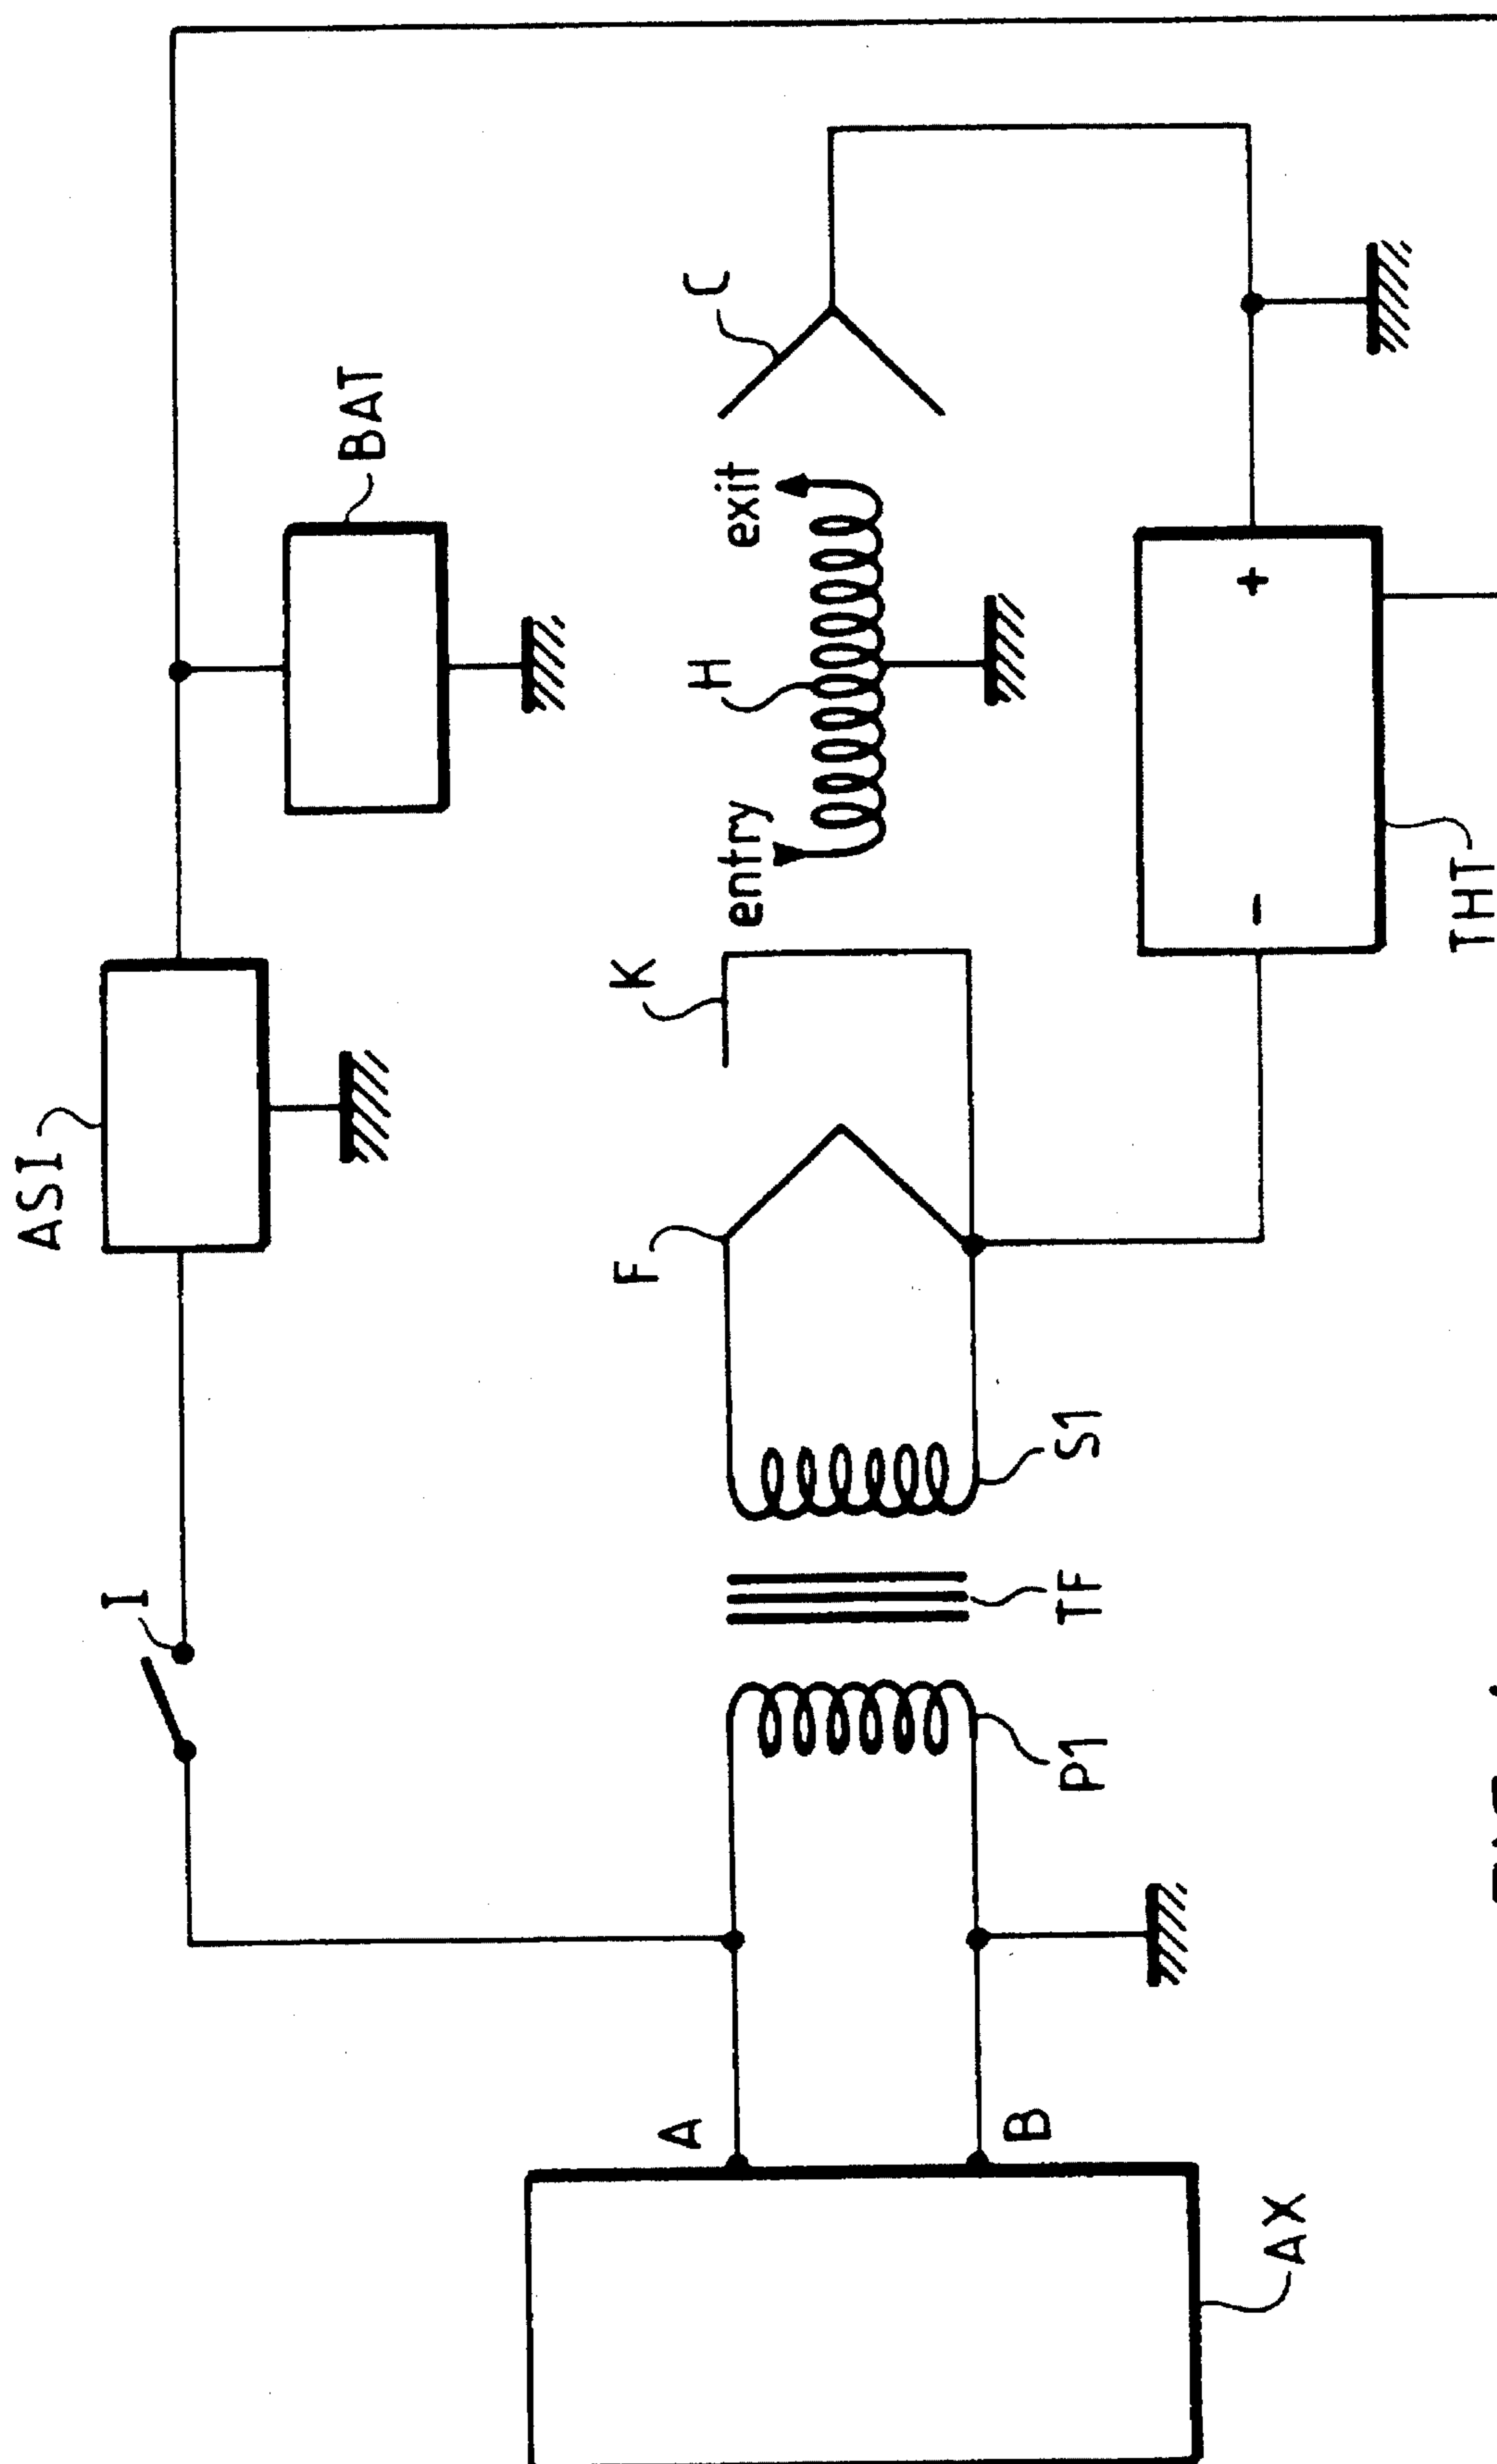 ASI
I
BAT
C
exit
H
entry
K
F
+
-
THT
S1
TF
P1
A
B
AX